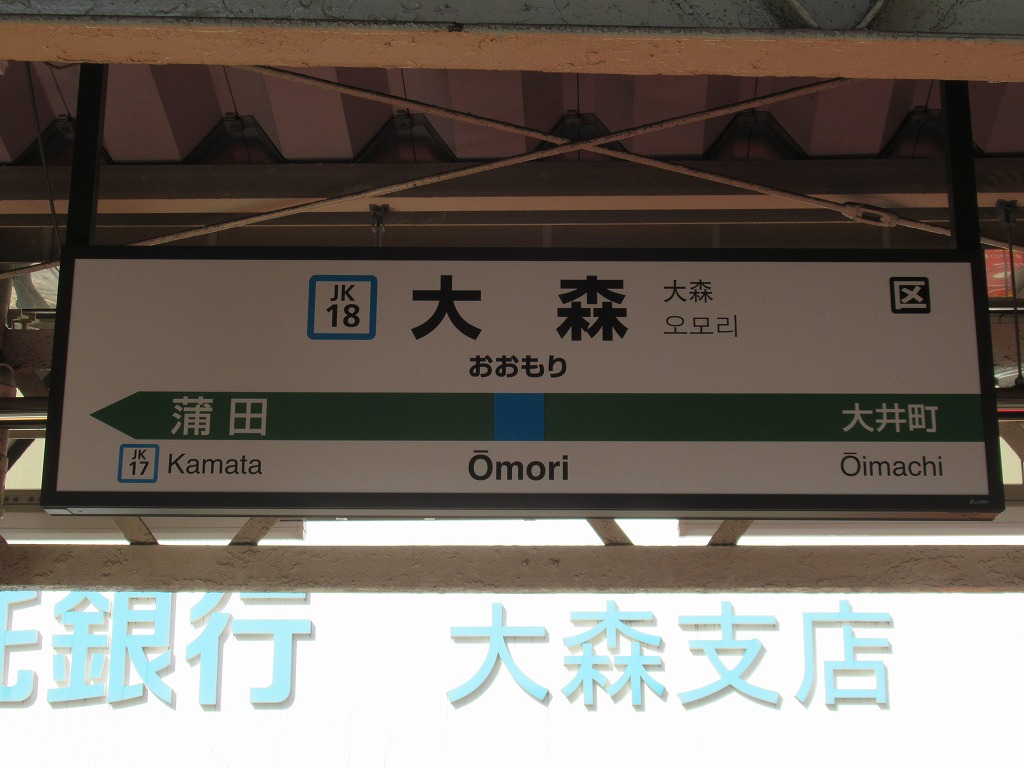 JK
18
大森
大森
오모리
区
おおもり
蒲田
大井町
JK
17
Kamata
Ōmori
Ōimachi
託銀行 大森支店